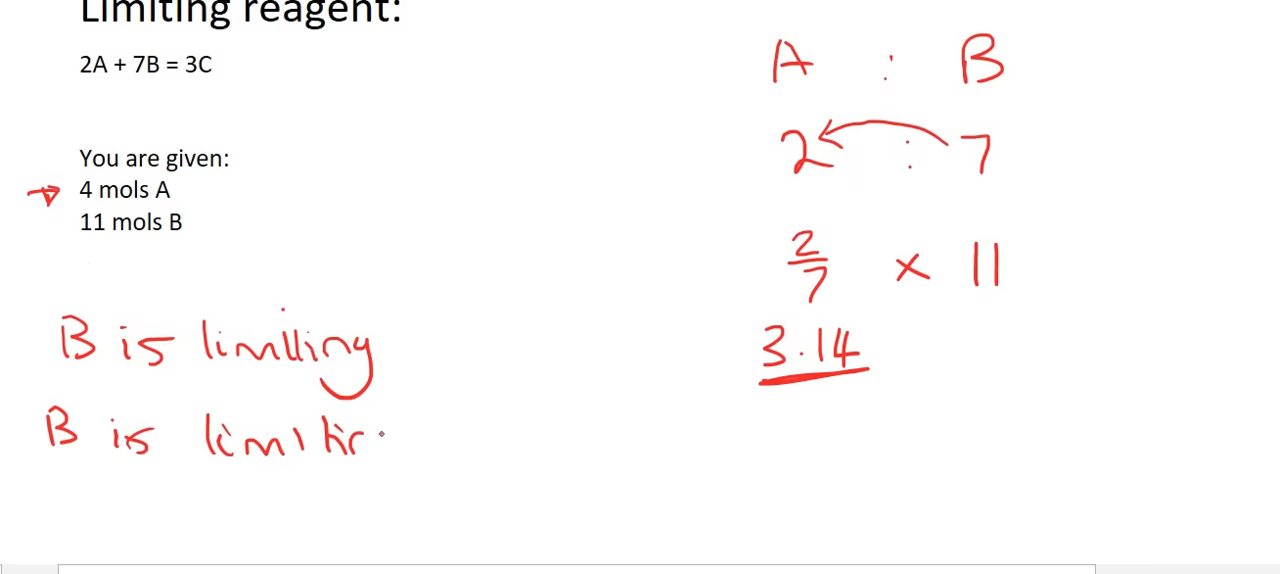 Limiting reagent:
2A + 7B = 3C
You are given:
4 mols A
11 mols B
B is limiting
B is limitir
A : B
2 : 7
2/7 × 11
3.14